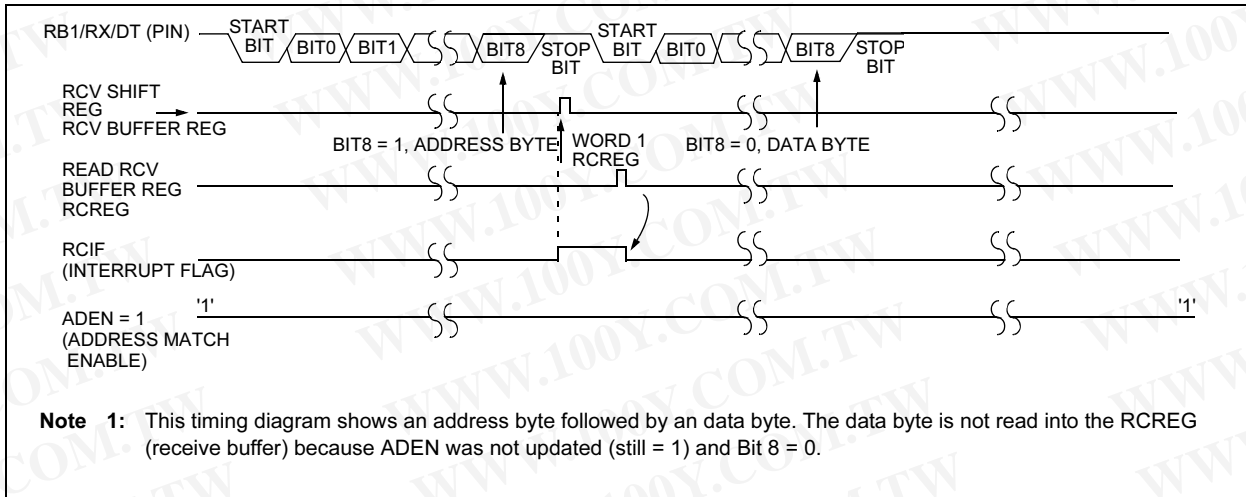 RB1/RX/DT (PIN)
START
BIT
BIT0
BIT1
BIT8
STOP
BIT
START
BIT
BIT0
BIT8
STOP
BIT
RCV SHIFT
REG
RCV BUFFER REG
BIT8 = 1, ADDRESS BYTE
WORD 1
RCREG
BIT8 = 0, DATA BYTE
READ RCV
BUFFER REG
RCREG
RCIF
(INTERRUPT FLAG)
'1'
'1'
ADEN = 1
(ADDRESS MATCH
ENABLE)
Note 1: This timing diagram shows an address byte followed by an data byte. The data byte is not read into the RCREG
(receive buffer) because ADEN was not updated (still = 1) and Bit 8 = 0.
WWW.100Y.COM.TW